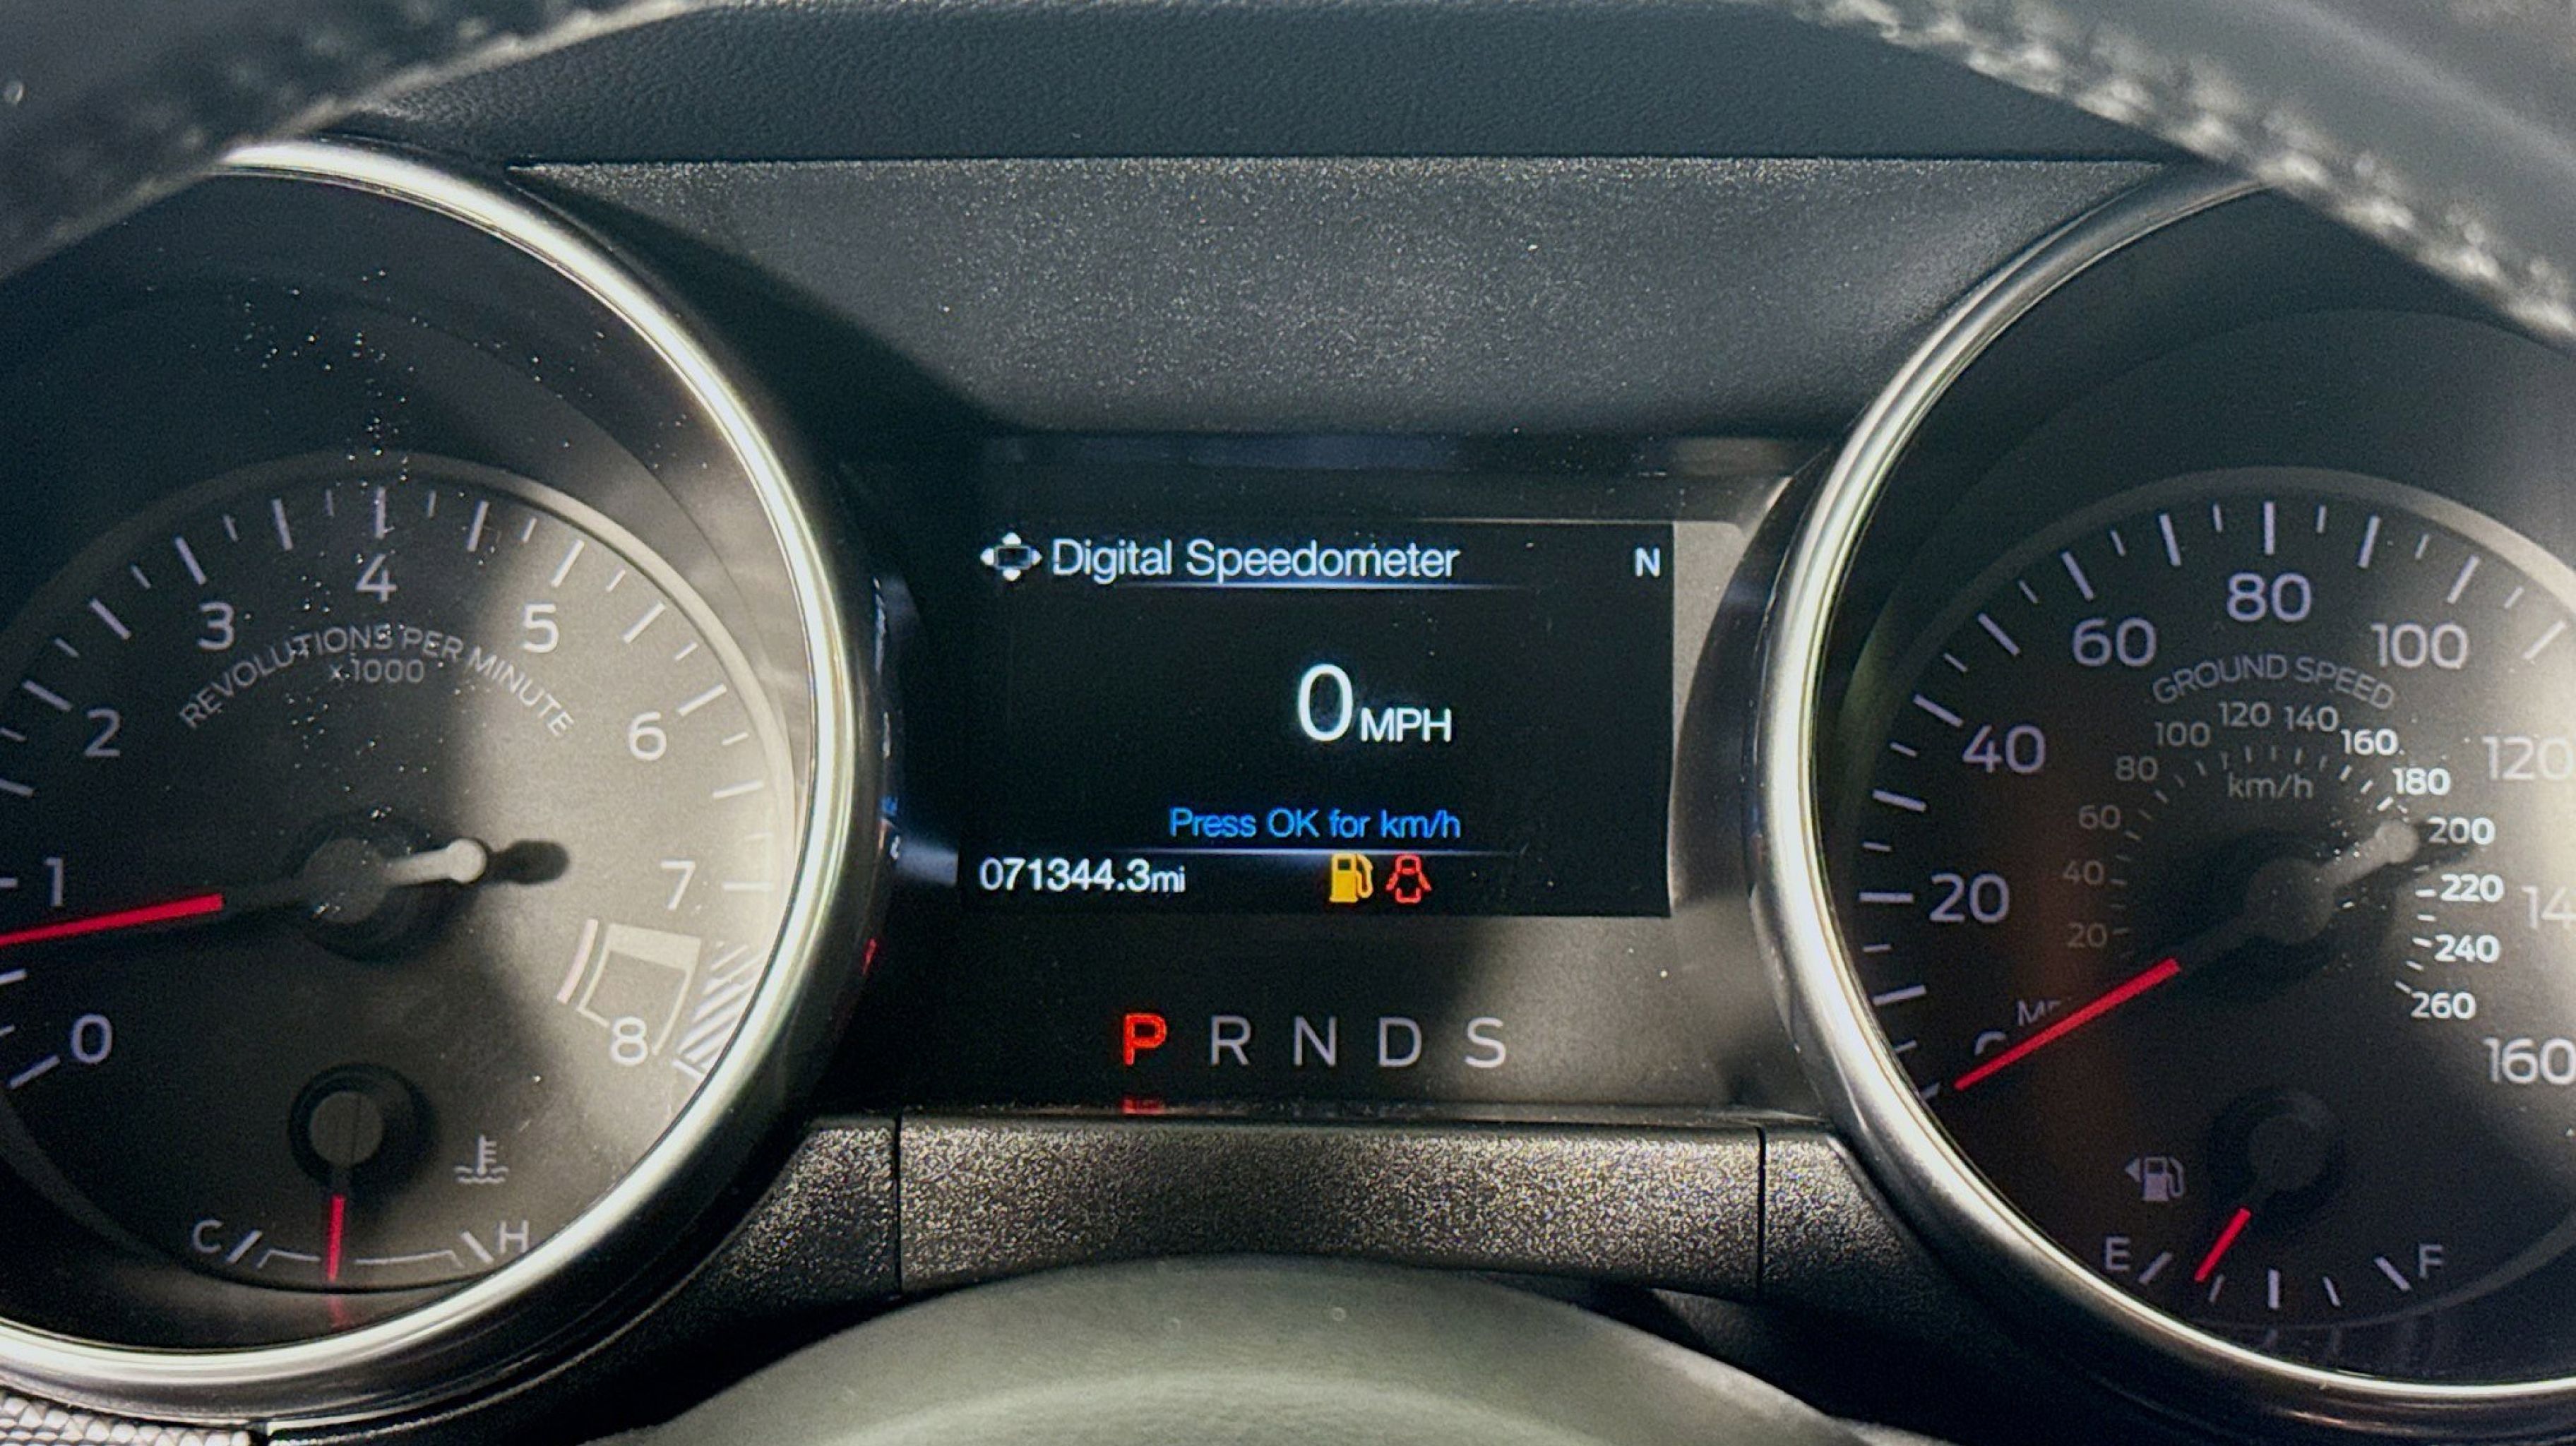 Digital Speedometer N
0 MPH
Press OK for km/h
071344.3mi
P R N D S
0 1 2 3 4 5 6 7 8
REVOLUTIONS PER MINUTE
x1000
C H
20 40 60 80 100 120 160
GROUND SPEED
20 40 60 80 100 120 140 160 180 200 220 240 260
km/h
E F